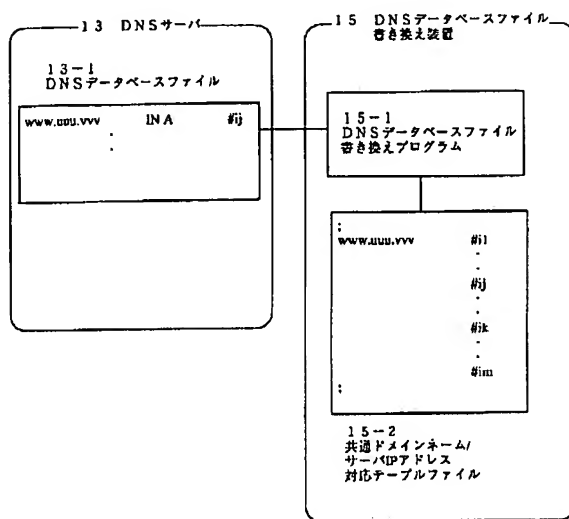 13 DNSサーバ
13-1
DNSデータベースファイル
www.uuu.vvv IN A #ij
.
.
15 DNSデータベースファイル
書き換え装置
15-1
DNSデータベースファイル
書き換えプログラム
;
www.uuu.vvv #i1
.
.
#ij
.
.
#ik
.
.
#im
;
15-2
共通ドメインネーム/
サーバIPアドレス
対応テーブルファイル